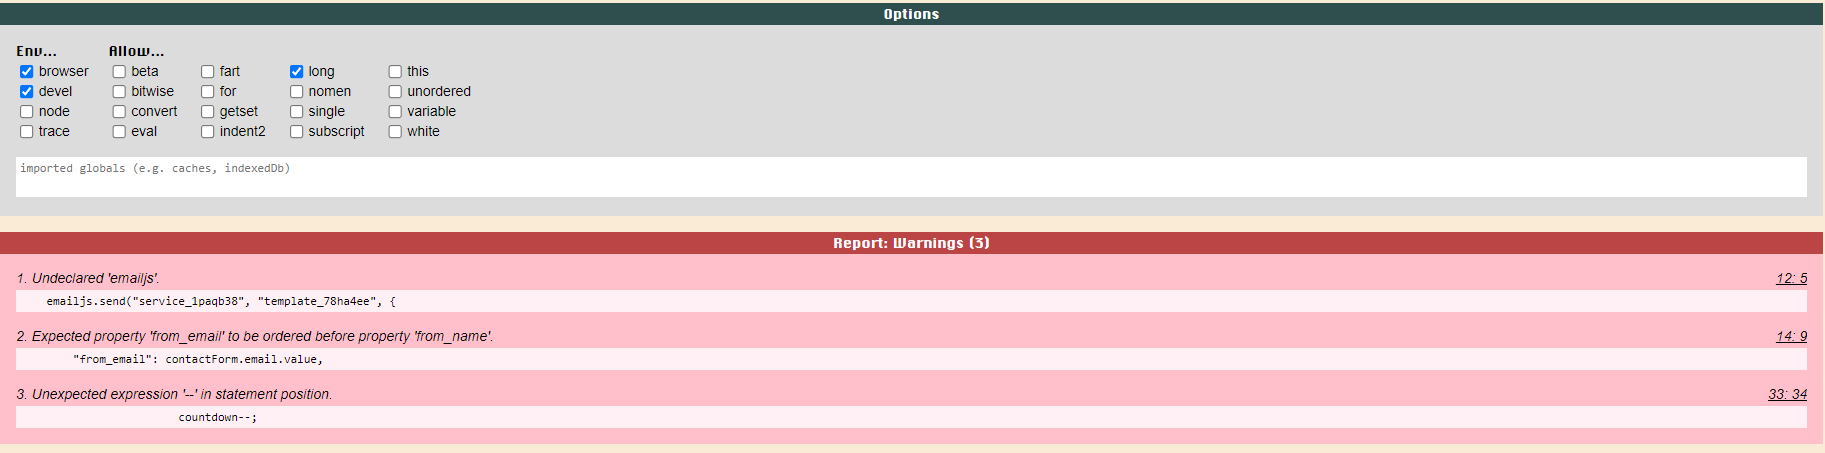 Options
Env... Allow...
browser beta fart long this
devel bitwise for nomen unordered
node convert getset single variable
trace eval indent2 subscript white
imported globals (e.g. caches, indexedDb)
Report: Warnings (3)
1. Undeclared 'emailjs'. 12: 5
emailjs.send("service_1paqb38", "template_78ha4ee", {
2. Expected property 'from_email' to be ordered before property 'from_name'. 14: 9
"from_email": contactForm.email.value,
3. Unexpected expression '--' in statement position. 33: 34
countdown--;